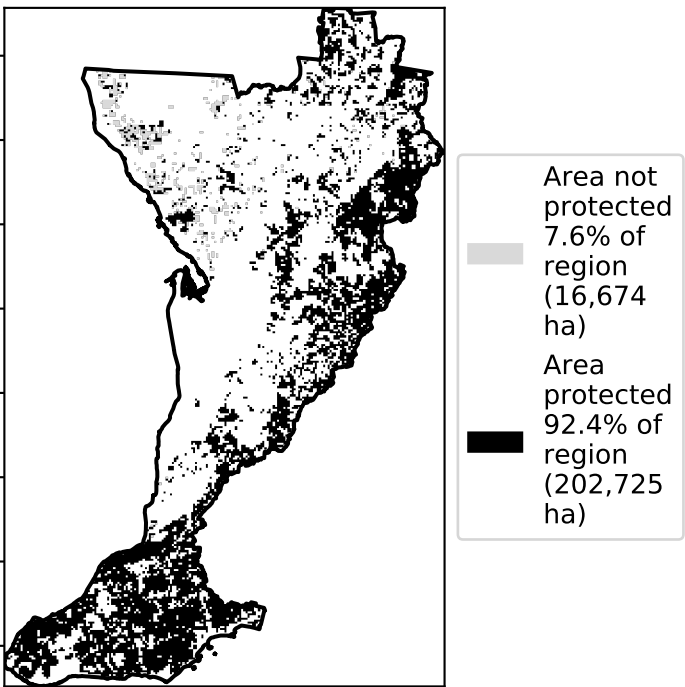 Area not
protected
7.6% of
region
(16,674
ha)
Area
protected
92.4% of
region
(202,725
ha)